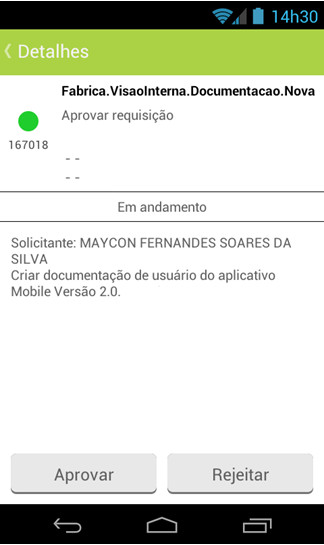 14h30
Detalhes
Fabrica.VisaoInterna.Documentacao.Nova
Aprovar requisição
167018
--
--
Em andamento
Solicitante: MAYCON FERNANDES SOARES DA
SILVA
Criar documentação de usuário do aplicativo
Mobile Versão 2.0.
Aprovar
Rejeitar